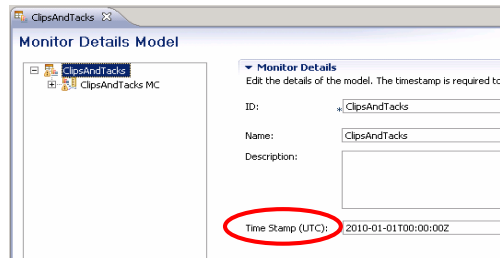 ClipsAndTacks
Monitor Details Model
ClipsAndTacks
ClipsAndTacks MC
Monitor Details
Edit the details of the model. The timestamp is required to
ID:
* ClipsAndTacks
Name:
ClipsAndTacks
Description:
Time Stamp (UTC):
2010-01-01T00:00:00Z